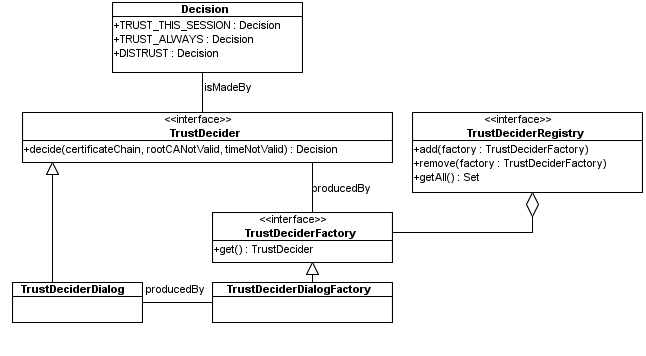 Decision
+TRUST_THIS_SESSION : Decision
+TRUST_ALWAYS : Decision
+DISTRUST : Decision
isMadeBy
<<interface>>
TrustDecider
+decide(certificateChain, rootCANotValid, timeNotValid) : Decision
<<interface>>
TrustDeciderRegistry
+add(factory : TrustDeciderFactory)
+remove(factory : TrustDeciderFactory)
+getAll() : Set
producedBy
<<interface>>
TrustDeciderFactory
+get() : TrustDecider
TrustDeciderDialog
producedBy
TrustDeciderDialogFactory